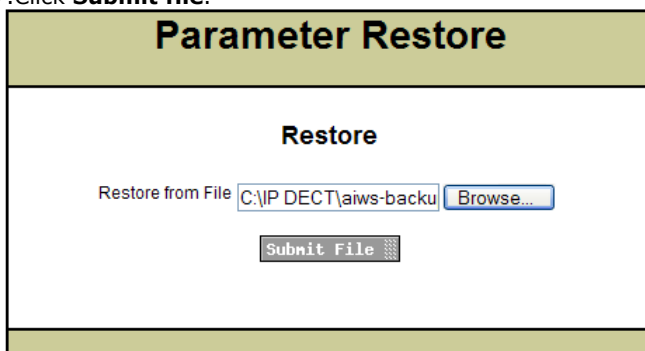 .Click Submit file.
Parameter Restore
Restore
Restore from File C:\IP DECT\aiws-backu Browse...
Submit File